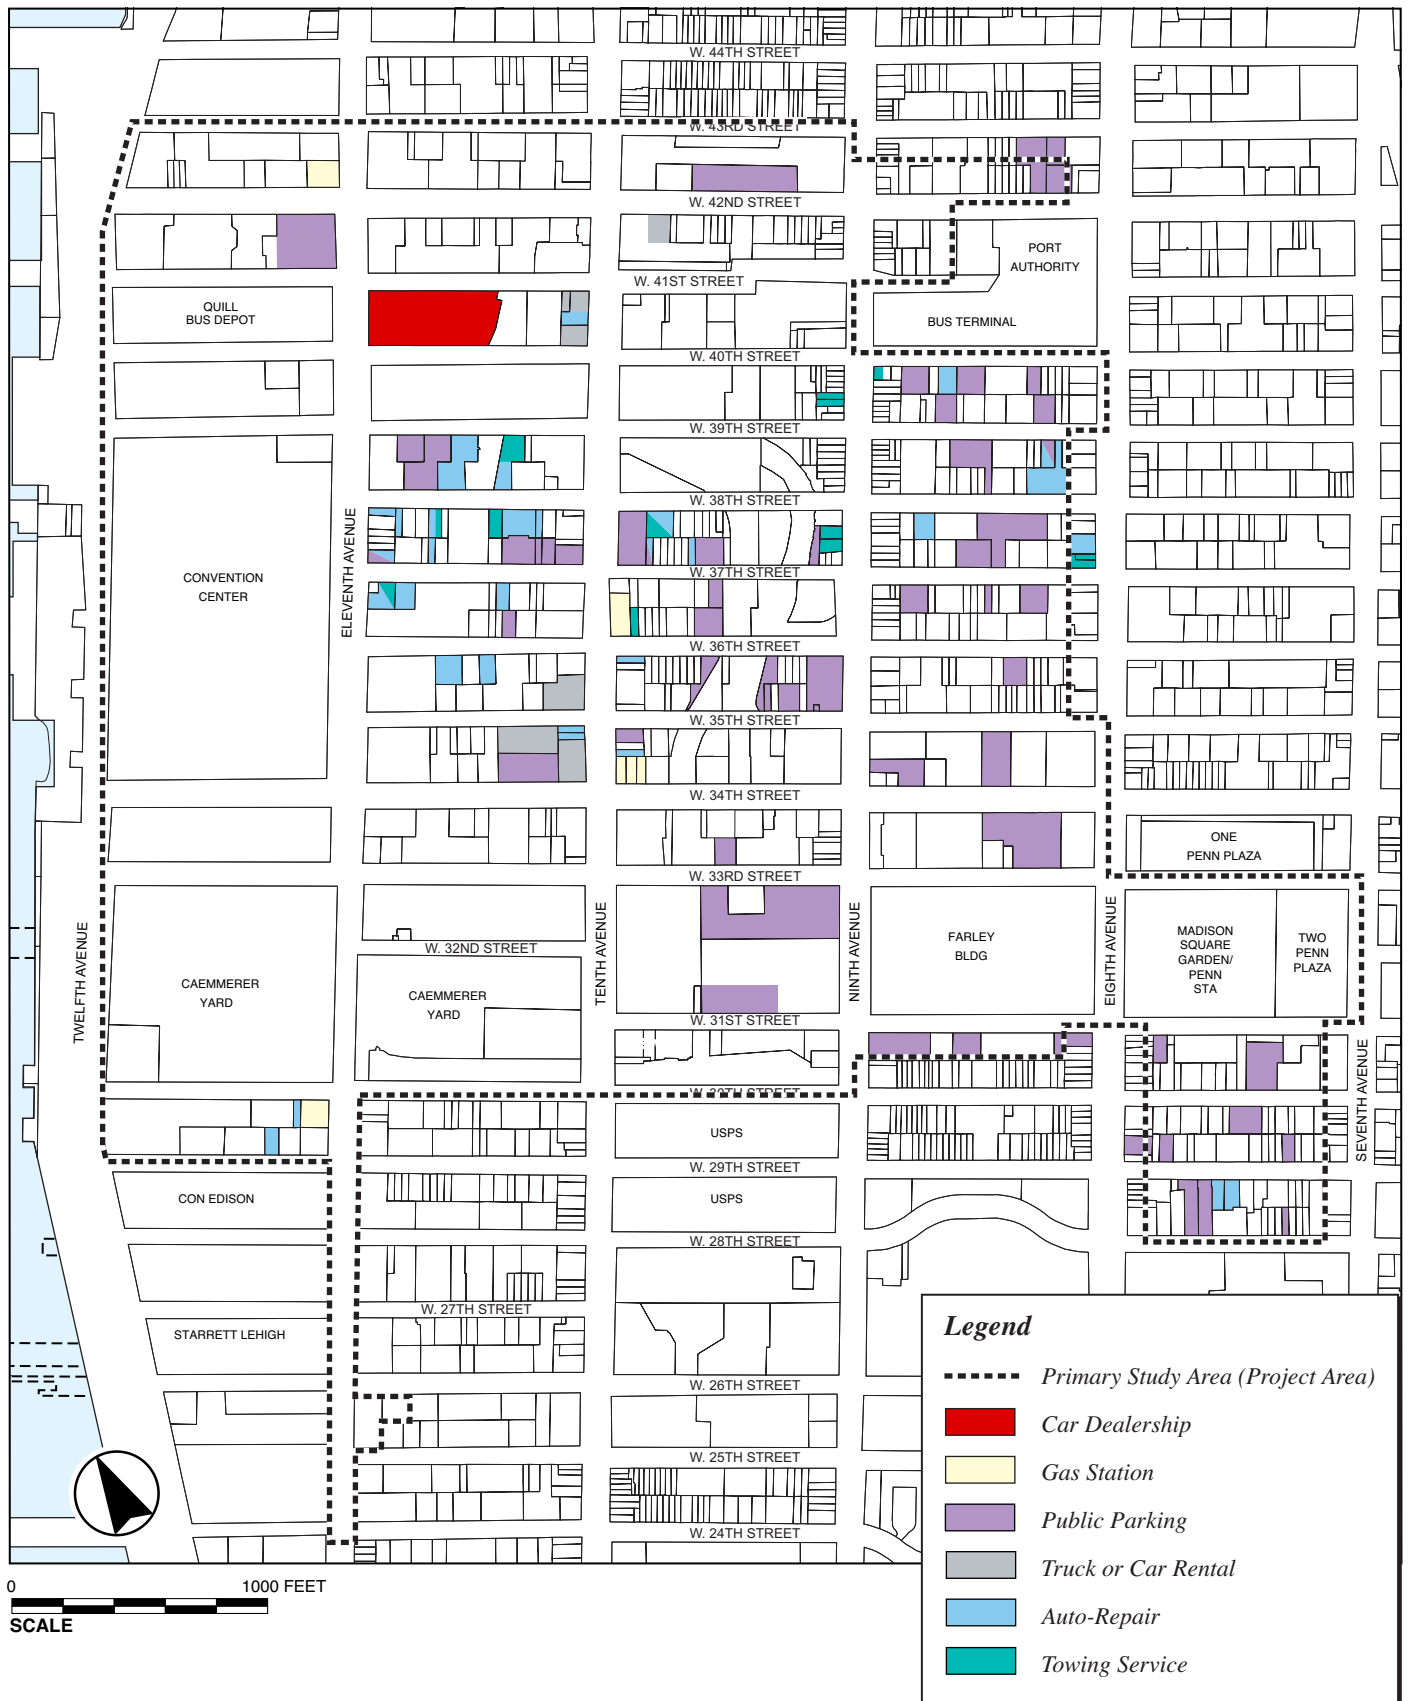 W. 44TH STREET
W. 43RD STREET
W. 42ND STREET
PORT
AUTHORITY
W. 41ST STREET
QUILL
BUS DEPOT
BUS TERMINAL
W. 40TH STREET
W. 39TH STREET
W. 38TH STREET
ELEVENTH AVENUE
CONVENTION
CENTER
W. 37TH STREET
W. 36TH STREET
W. 35TH STREET
W. 34TH STREET
ONE
PENN PLAZA
W. 33RD STREET
TWELFTH AVENUE
TENTH AVENUE
NINTH AVENUE
EIGHTH AVENUE
FARLEY
BLDG
MADISON
SQUARE
GARDEN/
PENN
STA
TWO
PENN
PLAZA
W. 32ND STREET
CAEMMERER
YARD
CAEMMERER
YARD
W. 31ST STREET
SEVENTH AVENUE
W. 30TH STREET
USPS
W. 29TH STREET
CON EDISON
USPS
W. 28TH STREET
W. 27TH STREET
STARRETT LEHIGH
W. 26TH STREET
W. 25TH STREET
W. 24TH STREET
Legend
Primary Study Area (Project Area)
Car Dealership
Gas Station
Public Parking
Truck or Car Rental
Auto-Repair
Towing Service
0 1000 FEET
SCALE